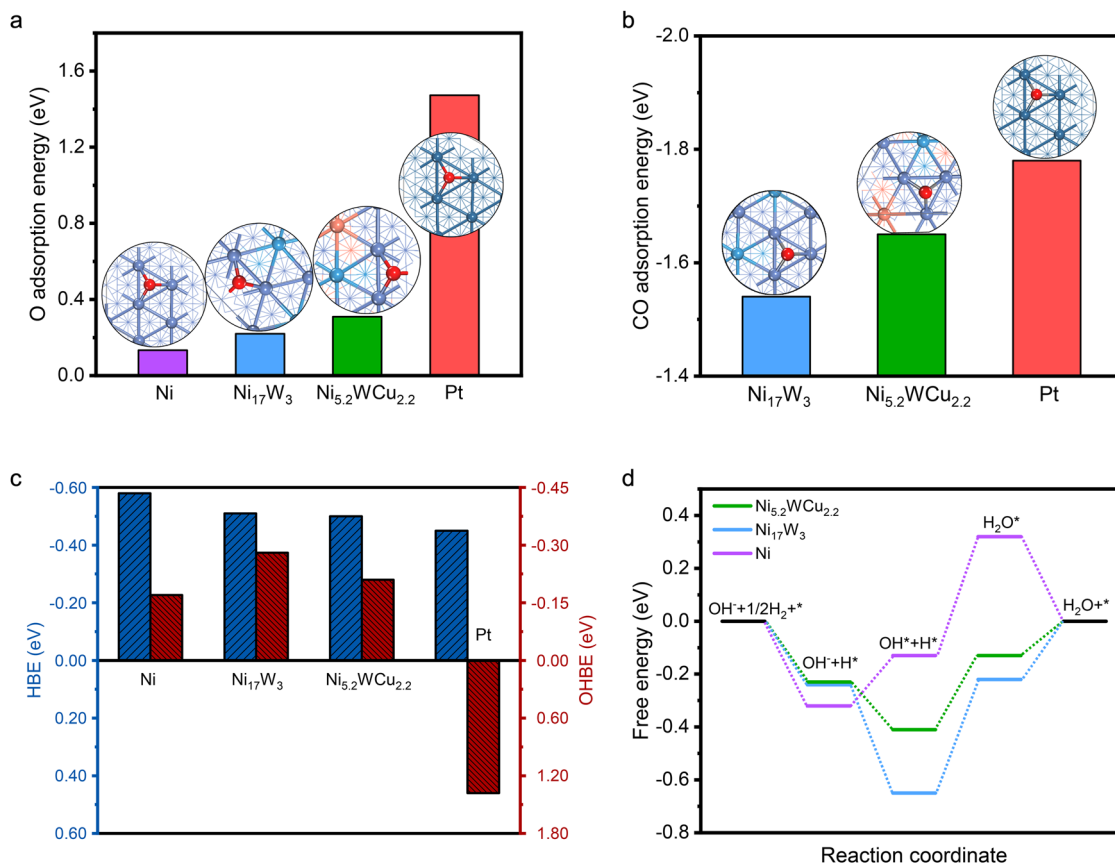 a
O adsorption energy (eV)
1.6
1.2
0.8
0.4
0.0
Ni
Ni₁₇W₃
Ni₅.₂WCu₂.₂
Pt
b
CO adsorption energy (eV)
-2.0
-1.8
-1.6
-1.4
Ni₁₇W₃
Ni₅.₂WCu₂.₂
Pt
c
HBE (eV)
-0.60
-0.40
-0.20
0.00
0.20
0.40
0.60
Ni
Ni₁₇W₃
Ni₅.₂WCu₂.₂
Pt
-0.45
-0.30
-0.15
0.00
0.60
1.20
1.80
OHBE (eV)
d
Free energy (eV)
0.4
0.2
0.0
-0.2
-0.4
-0.6
-0.8
Ni₅.₂WCu₂.₂
Ni₁₇W₃
Ni
OH⁻+1/2H₂+*
OH⁻+H*
OH*+H*
H₂O*
H₂O+*
Reaction coordinate